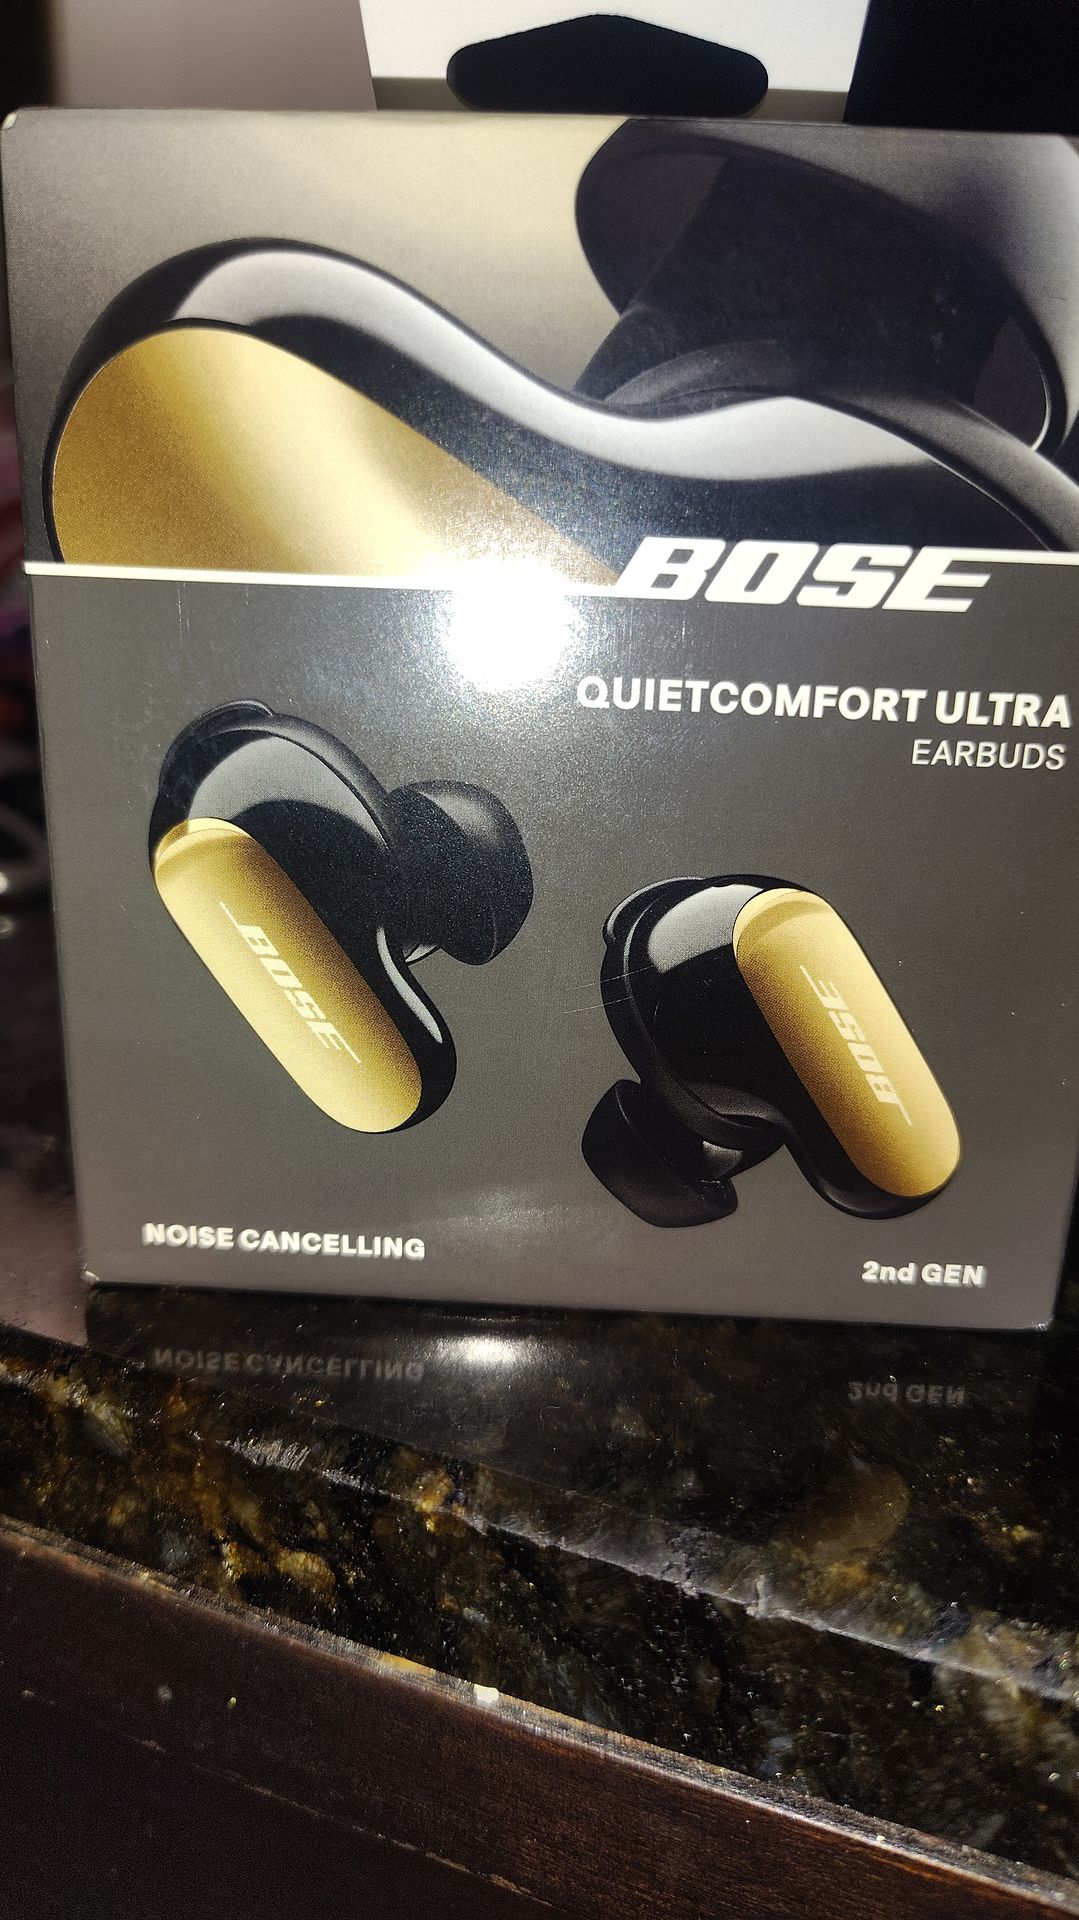 BOSE
QUIETCOMFORT ULTRA
EARBUDS
BOSE
BOSE
NOISE CANCELLING
2nd GEN